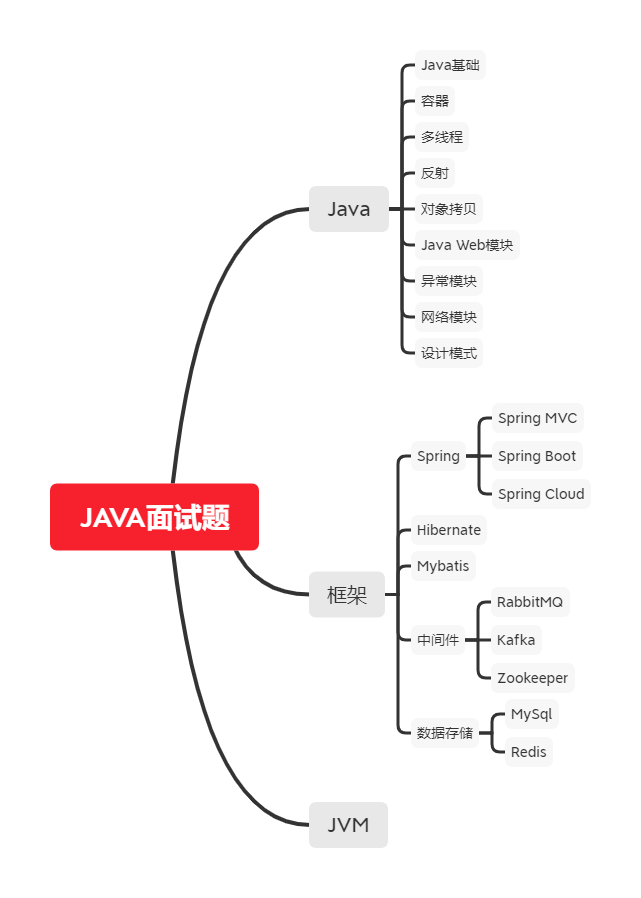 JAVA面试题
Java
Java基础
容器
多线程
反射
对象拷贝
Java Web模块
异常模块
网络模块
设计模式
框架
Spring
Spring MVC
Spring Boot
Spring Cloud
Hibernate
Mybatis
中间件
RabbitMQ
Kafka
Zookeeper
数据存储
MySql
Redis
JVM